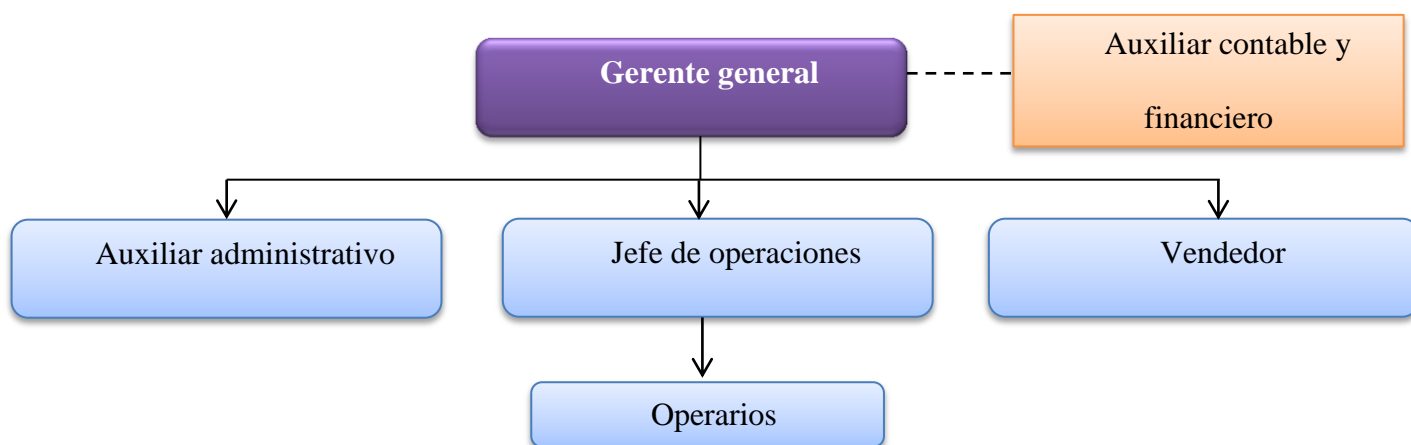 Gerente general
Auxiliar contable y
financiero
Auxiliar administrativo
Jefe de operaciones
Vendedor
Operarios